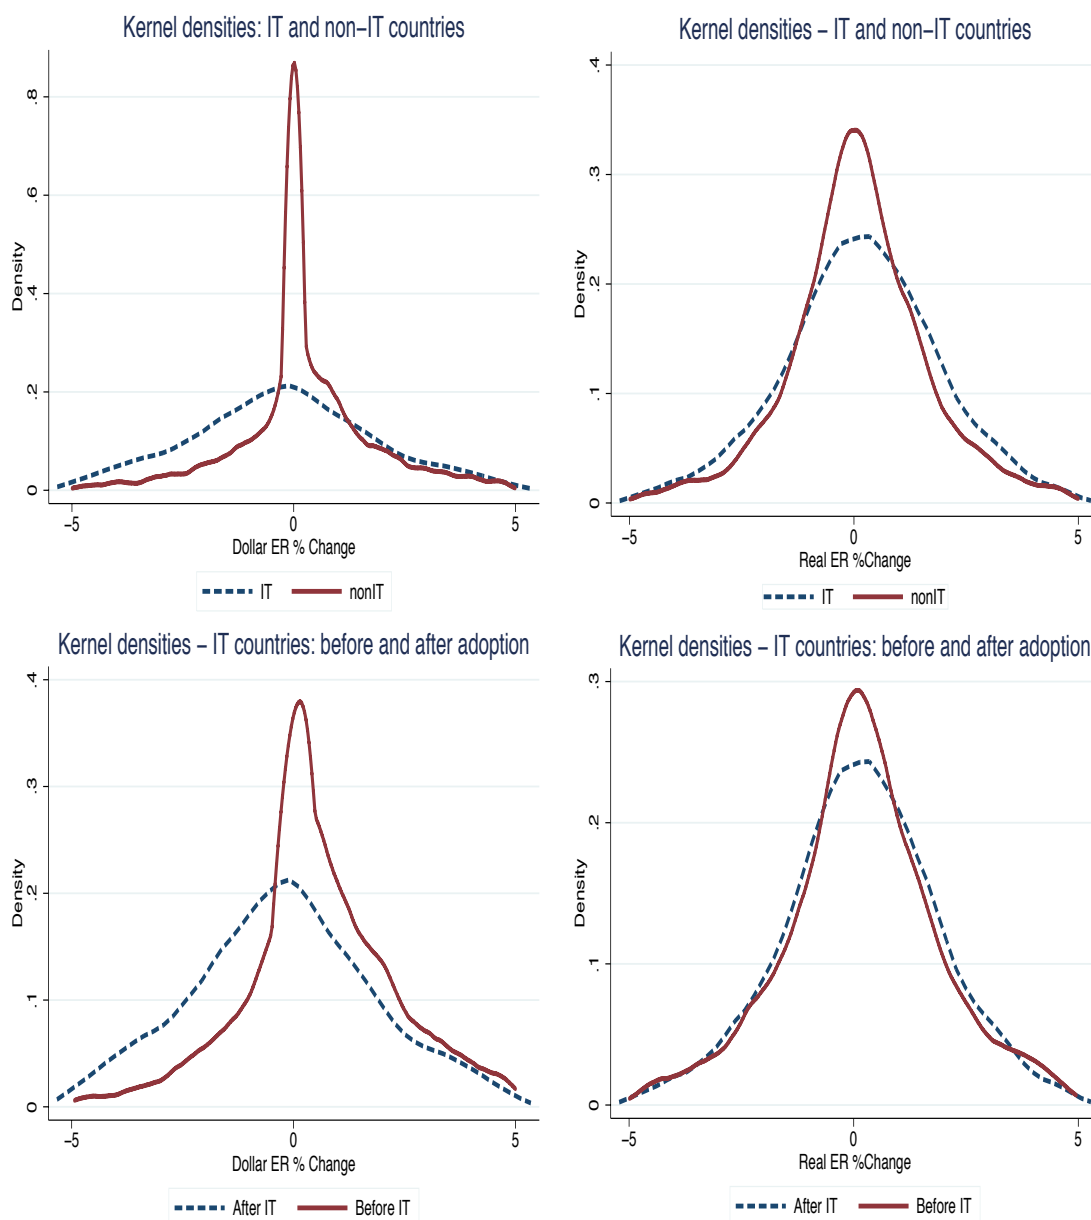 Kernel densities: IT and non–IT countries
.8
.6
.4
.2
0
Density
–5
0
5
Dollar ER % Change
IT
nonIT
Kernel densities – IT and non–IT countries
.4
.3
.2
.1
0
Density
–5
0
5
Real ER %Change
IT
nonIT
Kernel densities – IT countries: before and after adoption
.4
.3
.2
.1
0
Density
–5
0
5
Dollar ER % Change
After IT
Before IT
Kernel densities – IT countries: before and after adoption
.3
.2
.1
0
Density
–5
0
5
Real ER %Change
After IT
Before IT